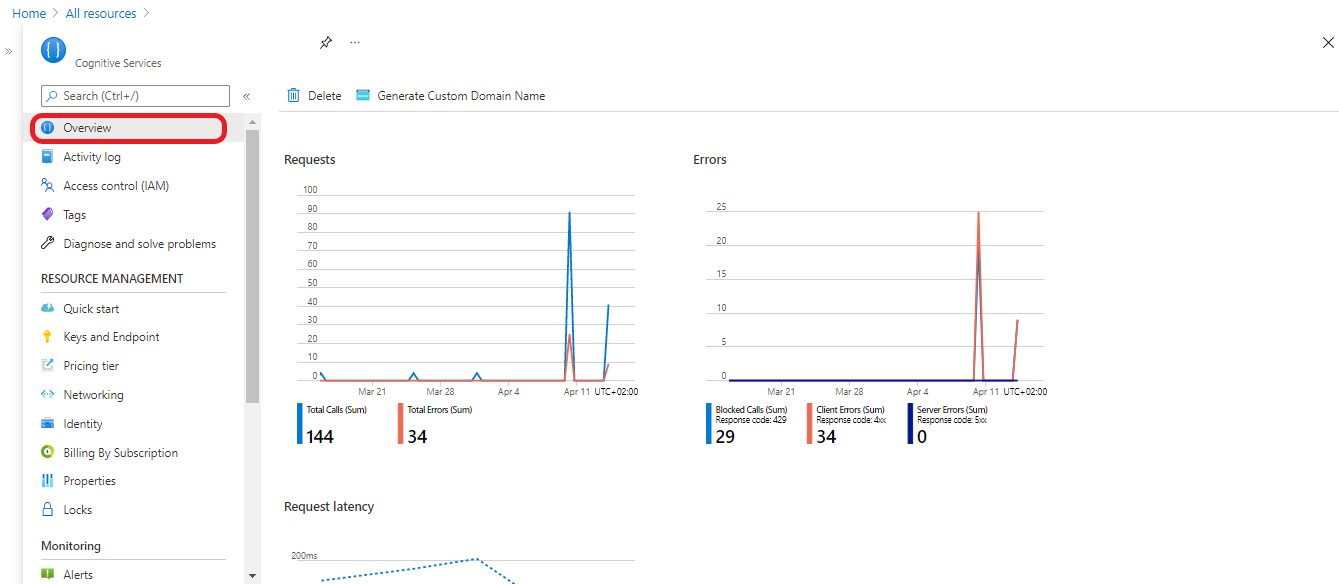 Home > All resources >
»
Cognitive Services
...
Search (Ctrl+/)
«
Delete
Generate Custom Domain Name
Overview
Activity log
Access control (IAM)
Tags
Diagnose and solve problems
RESOURCE MANAGEMENT
Quick start
Keys and Endpoint
Pricing tier
Networking
Identity
Billing By Subscription
Properties
Locks
Monitoring
Alerts
Requests
100
90
80
70
60
50
40
30
20
10
0
Mar 21 Mar 28 Apr 4 Apr 11 UTC+02:00
Total Calls (Sum)
144
Total Errors (Sum)
34
Errors
25
20
15
10
5
0
Mar 21 Mar 28 Apr 4 Apr 11 UTC+02:00
Blocked Calls (Sum)
Response code: 429
29
Client Errors (Sum)
Response code: 4xx
34
Server Errors (Sum)
Response code: 5xx
0
Request latency
200ms